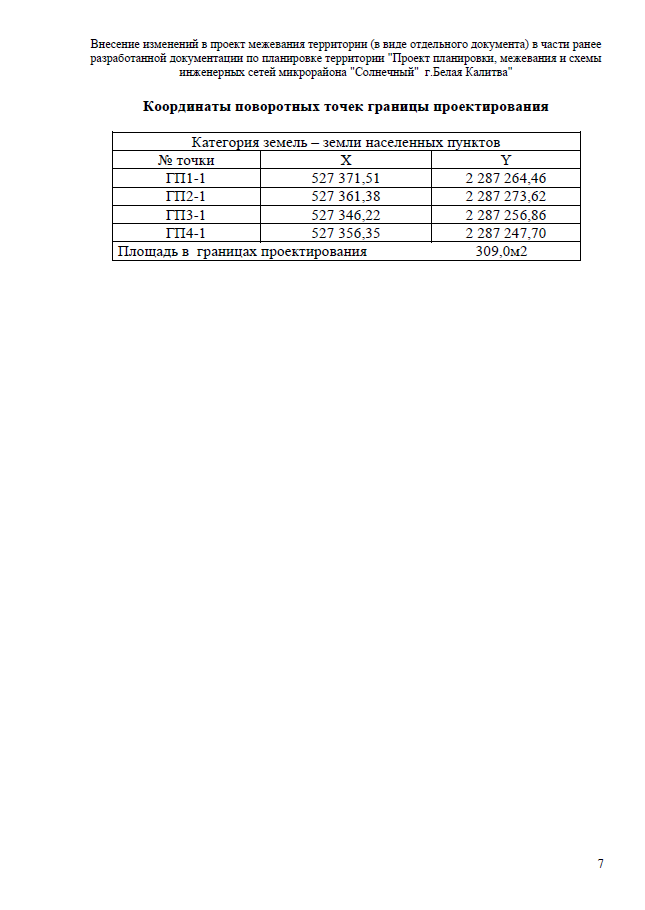 Внесение изменений в проект межевания территории (в виде отдельного документа) в части ранее
разработанной документации по планировке территории "Проект планировки, межевания и схемы
инженерных сетей микрорайона "Солнечный" г.Белая Калитва"
Координаты поворотных точек границы проектирования
Категория земель – земли населенных пунктов
№ точки X Y
ГП1-1 527 371,51 2 287 264,46
ГП2-1 527 361,38 2 287 273,62
ГП3-1 527 346,22 2 287 256,86
ГП4-1 527 356,35 2 287 247,70
Площадь в границах проектирования 309,0м2
7